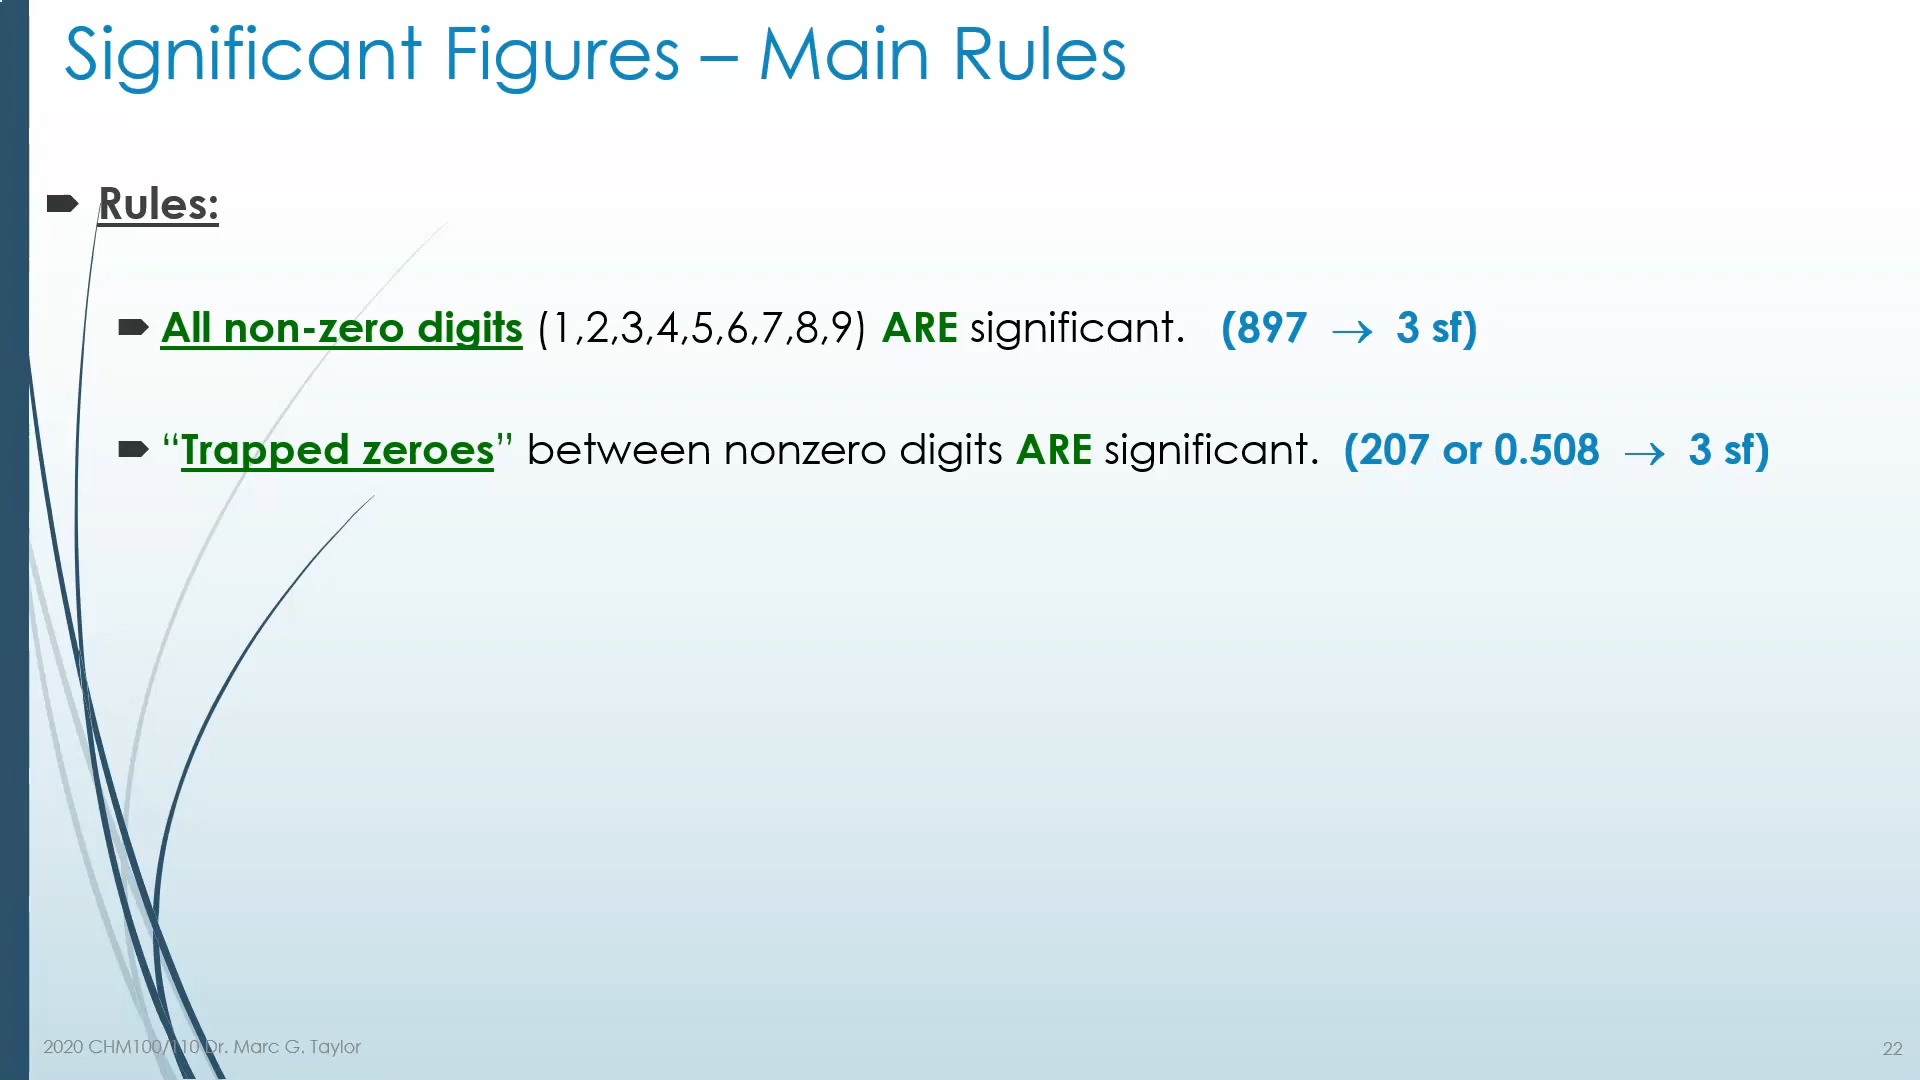 Significant Figures – Main Rules
Rules:
All non-zero digits (1,2,3,4,5,6,7,8,9) ARE significant. (897 → 3 sf)
“Trapped zeroes” between nonzero digits ARE significant. (207 or 0.508 → 3 sf)
2020 CHM100/110 Dr. Marc G. Taylor
22